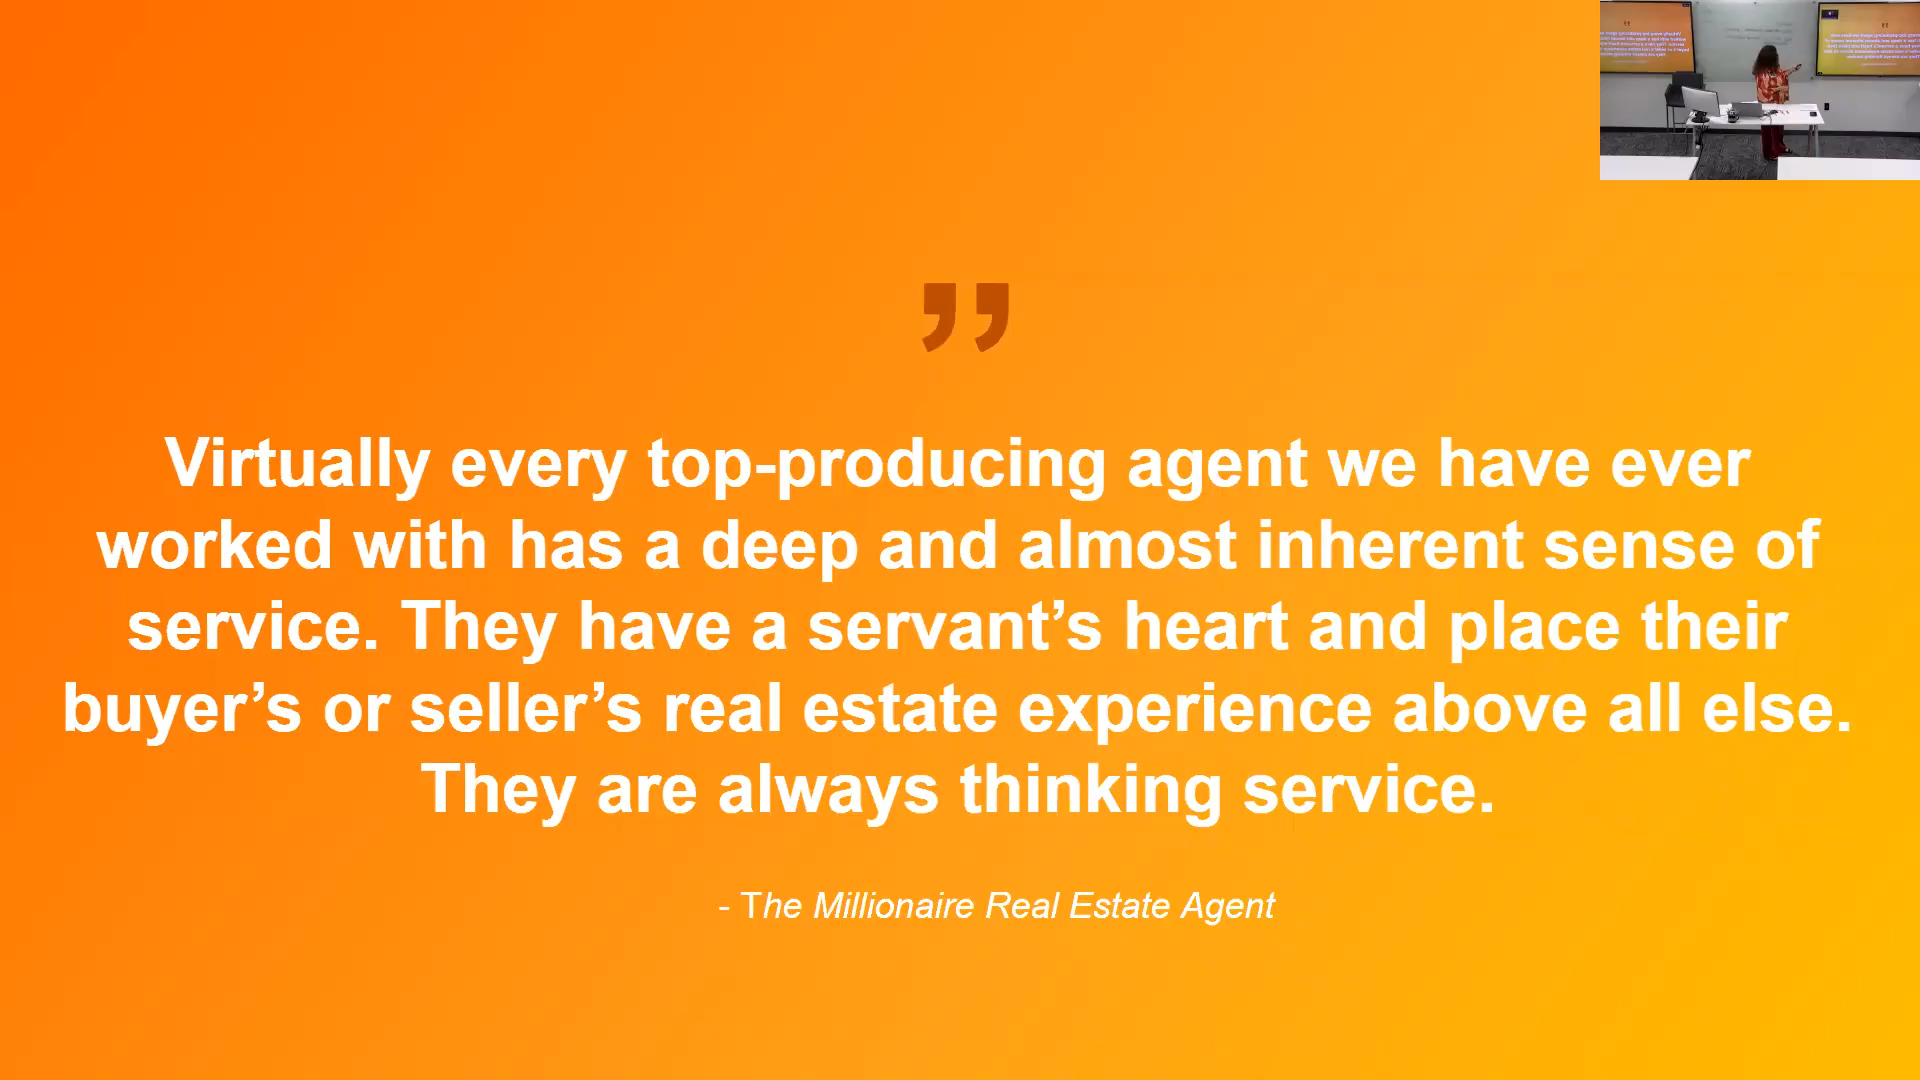 ”
Virtually every top-producing agent we have ever
worked with has a deep and almost inherent sense of
service. They have a servant’s heart and place their
buyer’s or seller’s real estate experience above all else.
They are always thinking service.
- The Millionaire Real Estate Agent